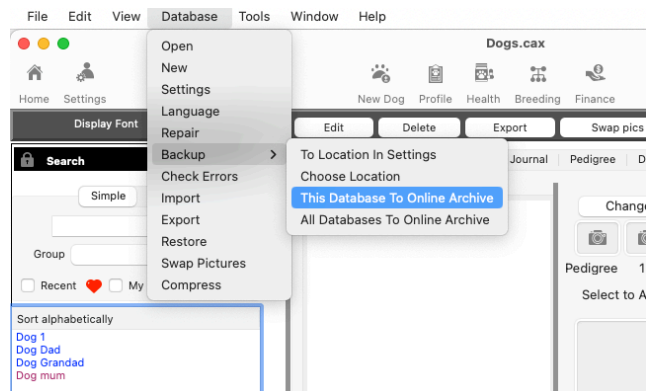 File Edit View Database Tools Window Help
Dogs.cax
Home Settings New Dog Profile Health Breeding Finance
Display Font Edit Delete Export Swap pics
Open
New
Settings
Language
Repair
Backup >
Check Errors
Import
Export
Restore
Swap Pictures
Compress
To Location In Settings
Choose Location
This Database To Online Archive
All Databases To Online Archive
Search
Simple
Group
Recent My
Sort alphabetically
Dog 1
Dog Dad
Dog Grandad
Dog mum
Journal Pedigree D
Change
Pedigree 1
Select to A